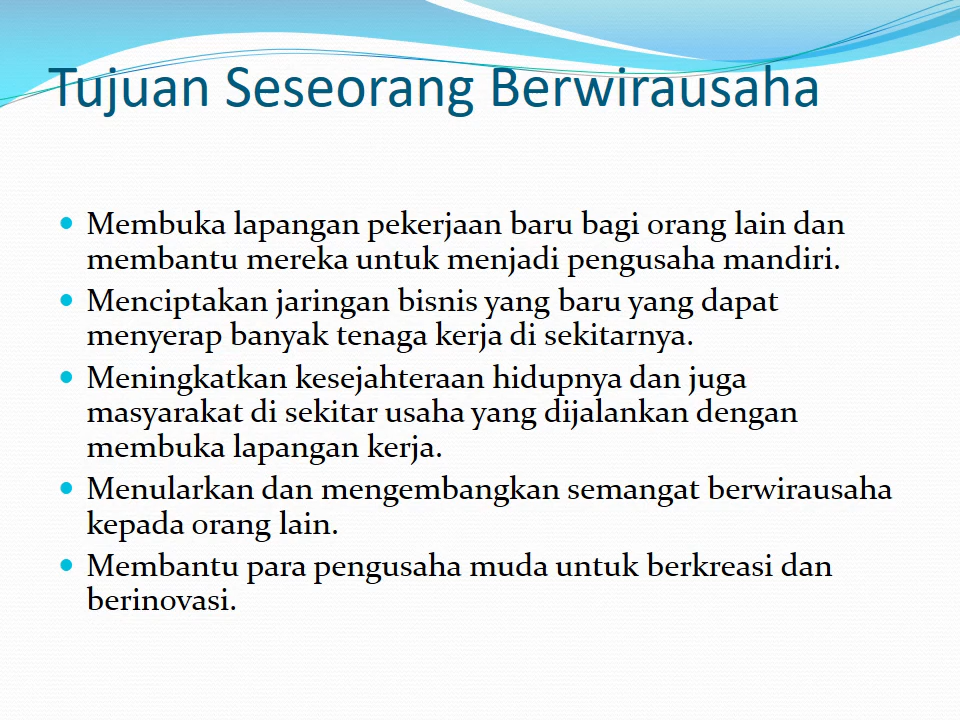 Tujuan Seseorang Berwirausaha
• Membuka lapangan pekerjaan baru bagi orang lain dan
membantu mereka untuk menjadi pengusaha mandiri.
• Menciptakan jaringan bisnis yang baru yang dapat
menyerap banyak tenaga kerja di sekitarnya.
• Meningkatkan kesejahteraan hidupnya dan juga
masyarakat di sekitar usaha yang dijalankan dengan
membuka lapangan kerja.
• Menularkan dan mengembangkan semangat berwirausaha
kepada orang lain.
• Membantu para pengusaha muda untuk berkreasi dan
berinovasi.